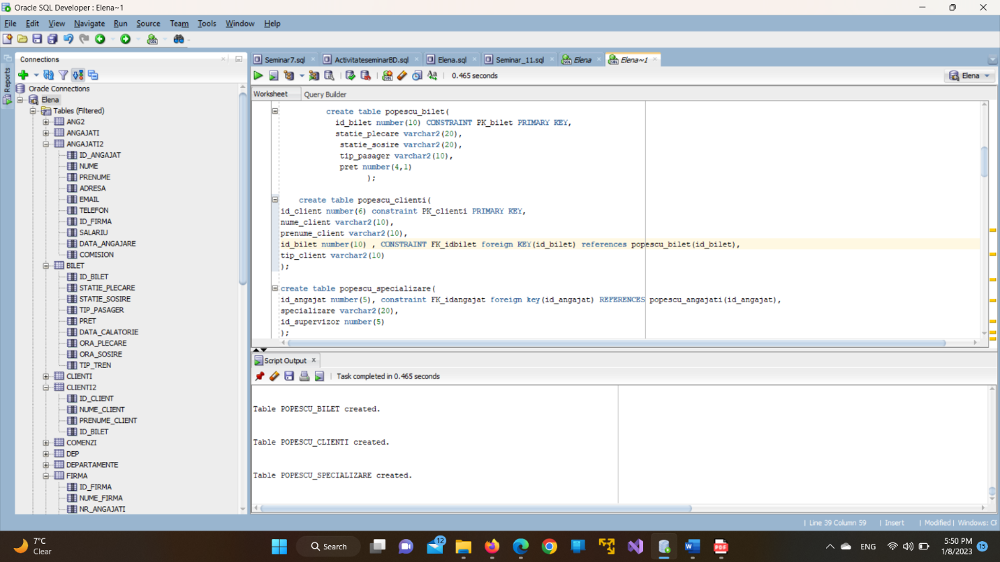 Oracle SQL Developer : Elena~1
File Edit View Navigate Run Source Team Tools Window Help
Connections
Reports
Oracle Connections
Elena
Tables (Filtered)
ANG2
ANGAJATI
ANGAJATI2
ID_ANGAJAT
NUME
PRENUME
ADRESA
EMAIL
TELEFON
ID_FIRMA
SALARIU
DATA_ANGAJARE
COMISION
BILET
ID_BILET
STATIE_PLECARE
STATIE_SOSIRE
TIP_PASAGER
PRET
DATA_CALATORIE
ORA_PLECARE
ORA_SOSIRE
TIP_TREN
CLIENTI
CLIENTI2
ID_CLIENT
NUME_CLIENT
PRENUME_CLIENT
ID_BILET
COMENZI
DEP
DEPARTAMENTE
FIRMA
ID_FIRMA
NUME_FIRMA
NR_ANGAJATI
Seminar7.sql ActivitateseminarBD.sql Elena.sql Seminar_11.sql Elena Elena~1
0.465 seconds
Elena
Worksheet Query Builder
create table popescu_bilet(
id_bilet number(10) CONSTRAINT PK_bilet PRIMARY KEY,
statie_plecare varchar2(20),
statie_sosire varchar2(20),
tip_pasager varchar2(10),
pret number(4,1)
);
create table popescu_clienti(
id_client number(6) constraint PK_clienti PRIMARY KEY,
nume_client varchar2(10),
prenume_client varchar2(10),
id_bilet number(10) , CONSTRAINT FK_idbilet foreign KEY(id_bilet) references popescu_bilet(id_bilet),
tip_client varchar2(10)
);
create table popescu_specializare(
id_angajat number(5), constraint FK_idangajat foreign key(id_angajat) REFERENCES popescu_angajati(id_angajat),
specializare varchar2(20),
id_supervizor number(5)
);
Script Output
Task completed in 0.465 seconds
Table POPESCU_BILET created.
Table POPESCU_CLIENTI created.
Table POPESCU_SPECIALIZARE created.
| Line 39 Column 59 | Insert | Modified | Windows: C
7°C
Clear
Search
12
PDF
ENG
5:50 PM
1/8/2023
15